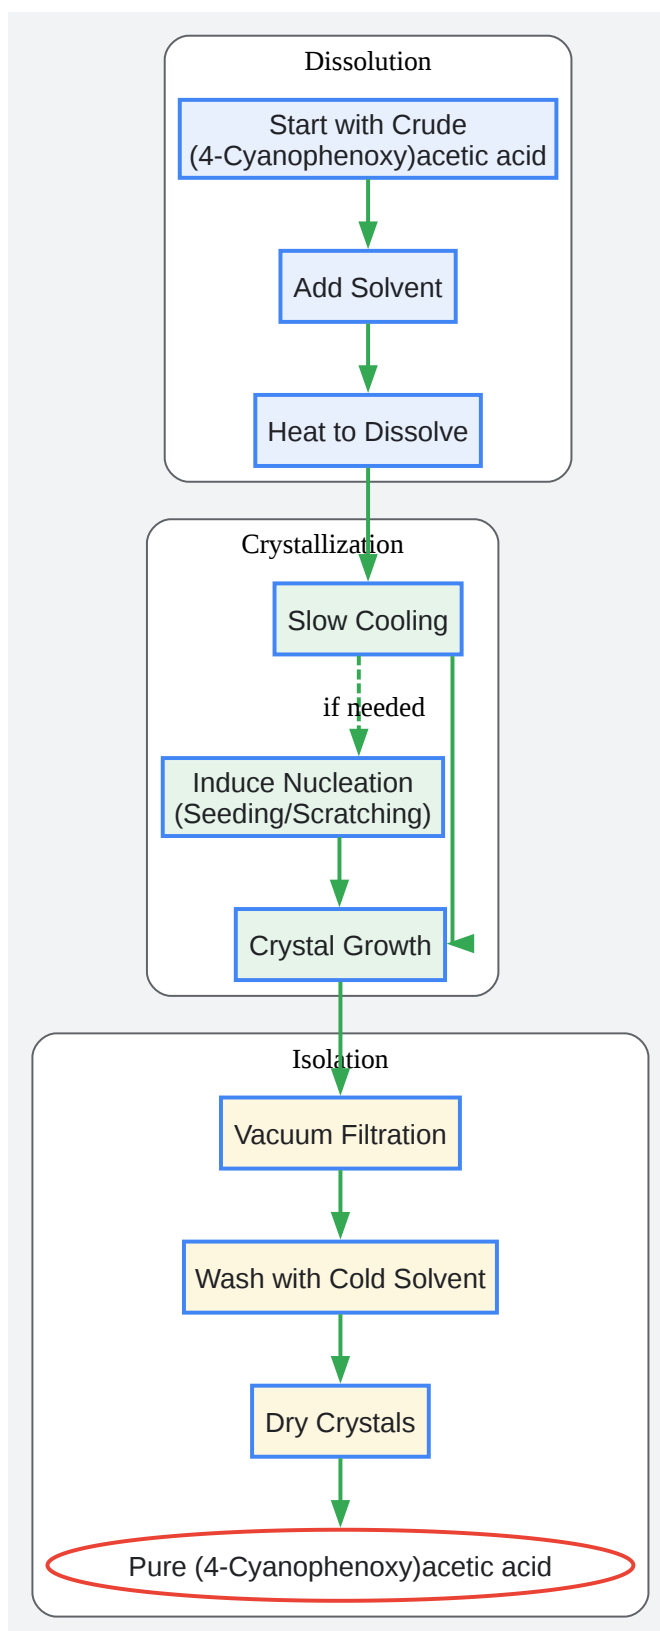 Dissolution
Start with Crude
(4-Cyanophenoxy)acetic acid
Add Solvent
Heat to Dissolve
Crystallization
Slow Cooling
if needed
Induce Nucleation
(Seeding/Scratching)
Crystal Growth
Isolation
Vacuum Filtration
Wash with Cold Solvent
Dry Crystals
Pure (4-Cyanophenoxy)acetic acid